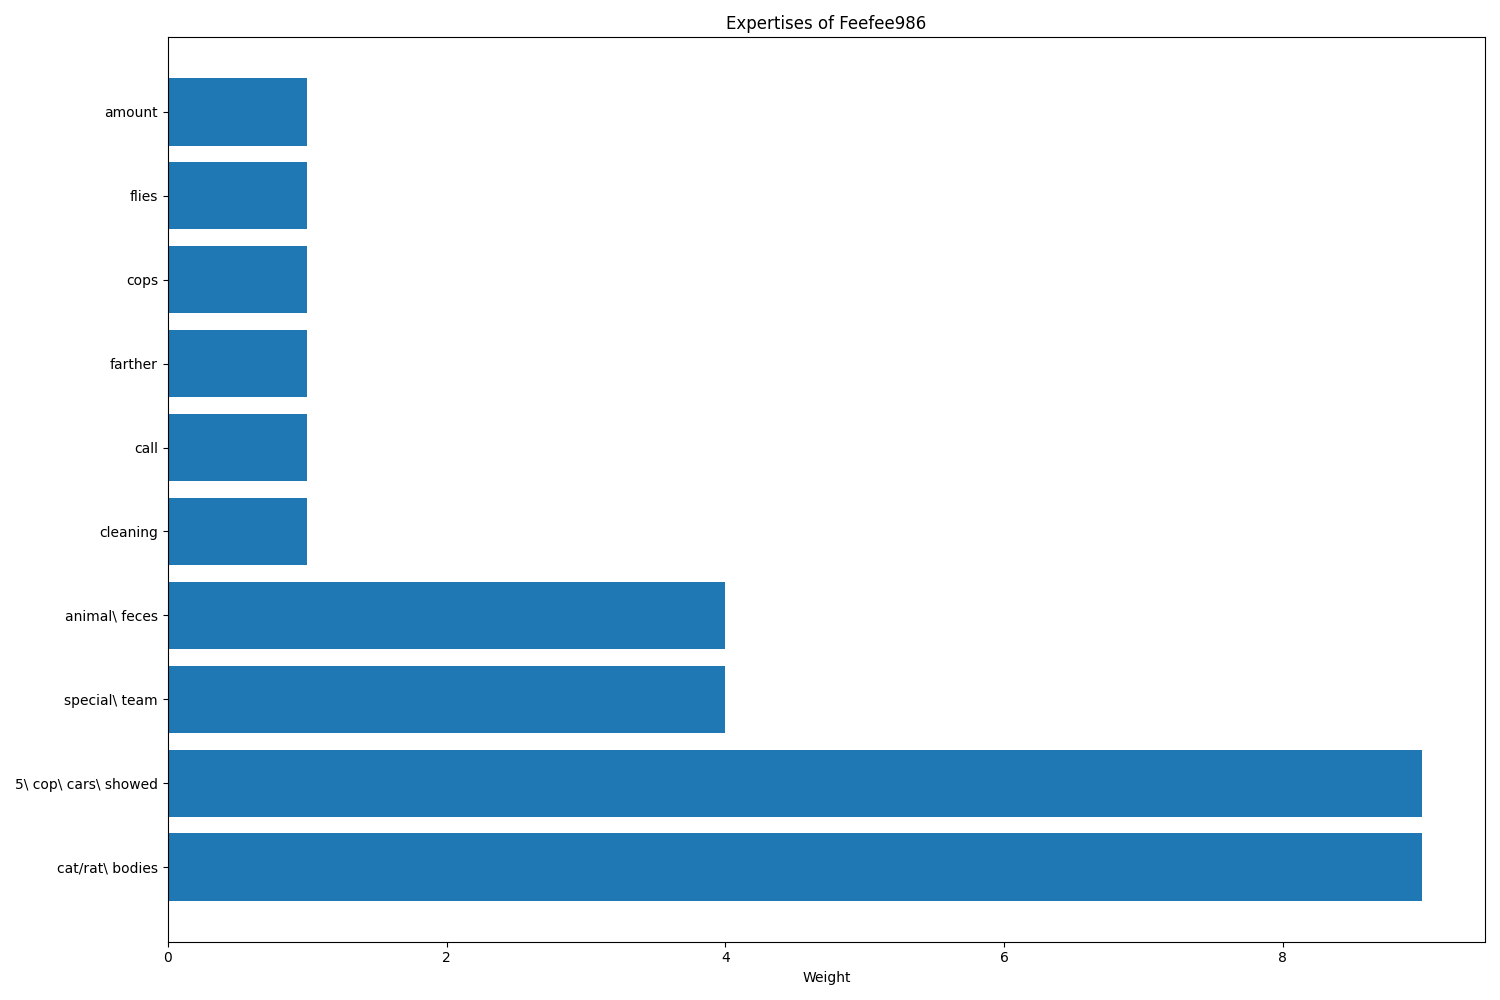 Expertises of Feefee986
amount
flies
cops
farther
call
cleaning
animal\ feces
special\ team
5\ cop\ cars\ showed
cat/rat\ bodies
0 2 4 6 8
Weight